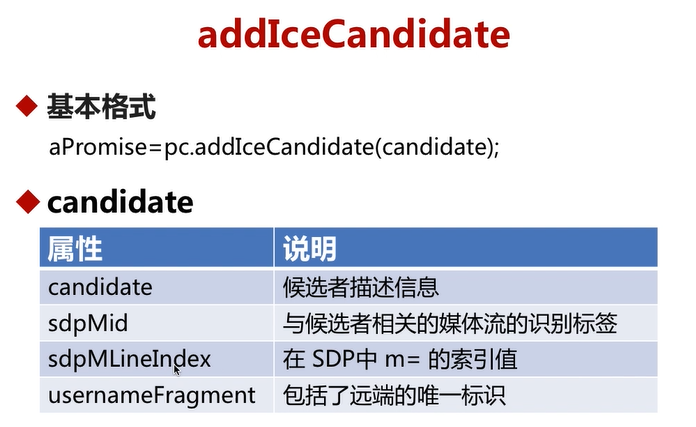 addIceCandidate
基本格式
aPromise=pc.addIceCandidate(candidate);
candidate
属性 说明
candidate 候选者描述信息
sdpMid 与候选者相关的媒体流的识别标签
sdpMLineIndex 在 SDP中 m= 的索引值
usernameFragment 包括了远端的唯一标识